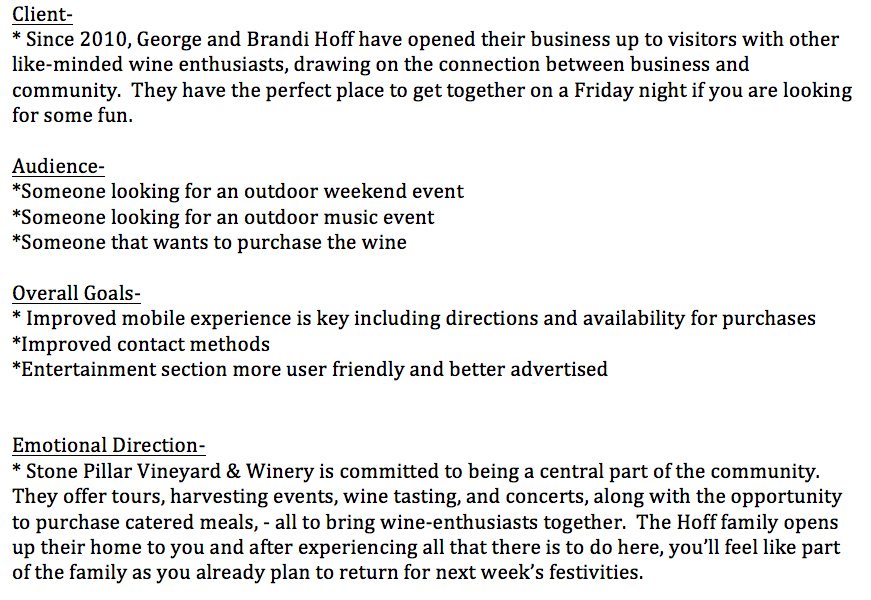 Client-
* Since 2010, George and Brandi Hoff have opened their business up to visitors with other
like-minded wine enthusiasts, drawing on the connection between business and
community.  They have the perfect place to get together on a Friday night if you are looking
for some fun.
Audience-
*Someone looking for an outdoor weekend event
*Someone looking for an outdoor music event
*Someone that wants to purchase the wine
Overall Goals-
* Improved mobile experience is key including directions and availability for purchases
*Improved contact methods
*Entertainment section more user friendly and better advertised
Emotional Direction-
* Stone Pillar Vineyard & Winery is committed to being a central part of the community.
They offer tours, harvesting events, wine tasting, and concerts, along with the opportunity
to purchase catered meals, - all to bring wine-enthusiasts together.  The Hoff family opens
up their home to you and after experiencing all that there is to do here, you’ll feel like part
of the family as you already plan to return for next week’s festivities.